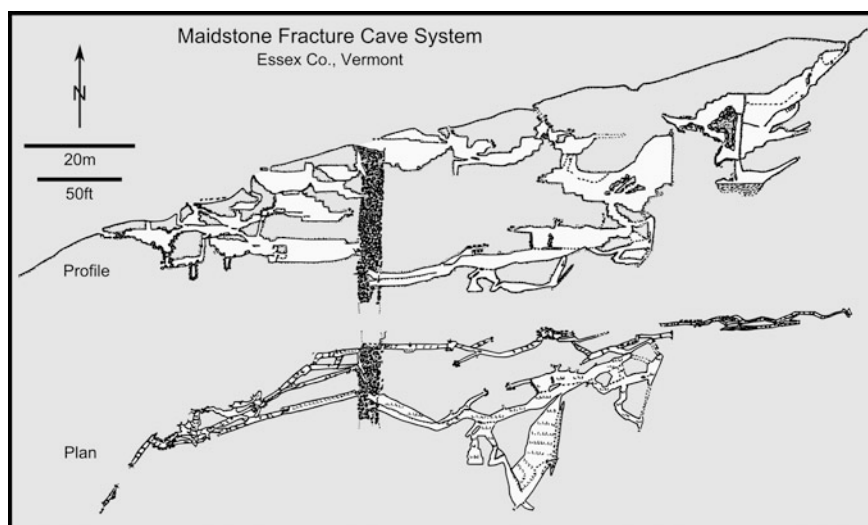 Maidstone Fracture Cave System
Essex Co., Vermont
N
20m
50ft
Profile
Plan